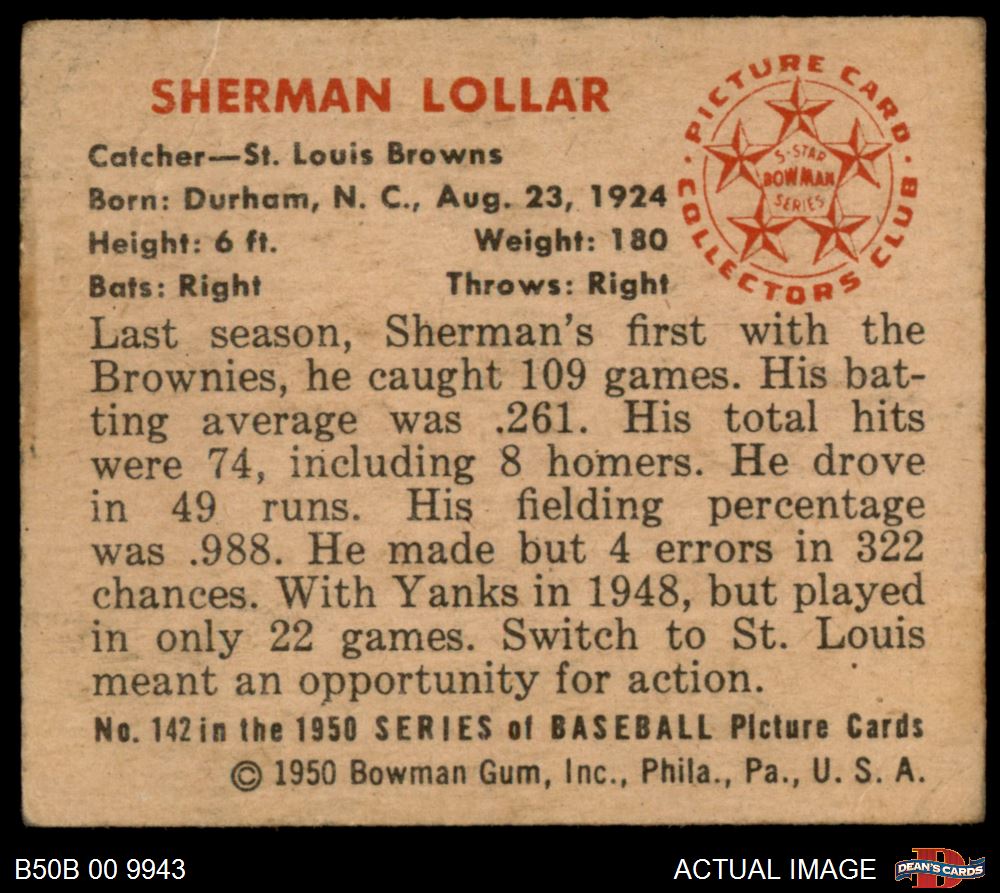 SHERMAN LOLLAR
Catcher—St. Louis Browns
Born: Durham, N. C., Aug. 23, 1924
Height: 6 ft. Weight: 180
Bats: Right Throws: Right
PICTURE CARD
COLLECTORS CLUB
5-STAR
BOWMAN
SERIES
Last season, Sherman's first with the
Brownies, he caught 109 games. His bat-
ting average was .261. His total hits
were 74, including 8 homers. He drove
in 49 runs. His fielding percentage
was .988. He made but 4 errors in 322
chances. With Yanks in 1948, but played
in only 22 games. Switch to St. Louis
meant an opportunity for action.
No. 142 in the 1950 SERIES of BASEBALL Picture Cards
© 1950 Bowman Gum, Inc., Phila., Pa., U. S. A.
B50B 00 9943
ACTUAL IMAGE
D
DEAN'S CARDS